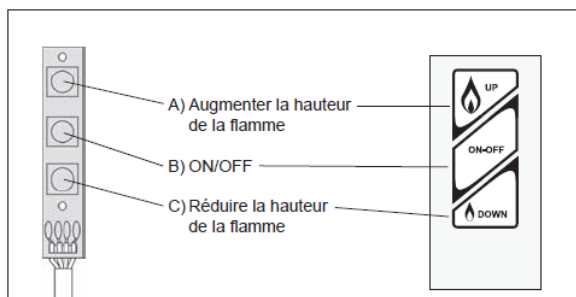 A) Augmenter la hauteur
de la flamme
B) ON/OFF
C) Réduire la hauteur
de la flamme
UP
ON-OFF
DOWN